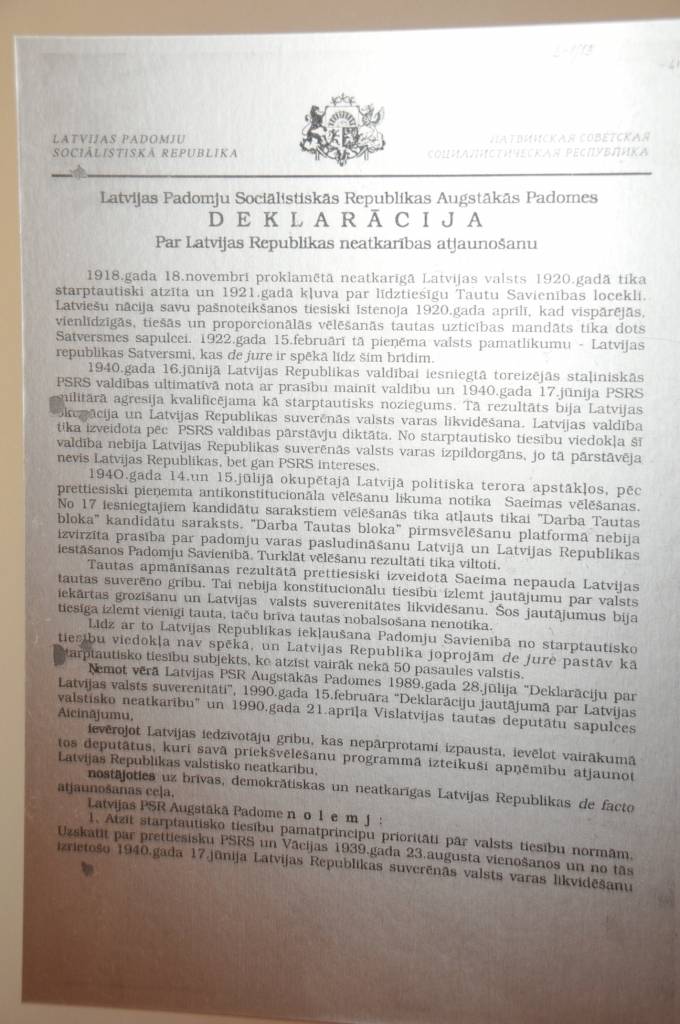 LATVIJAS PADOMJU
SOCIĀLISTISKĀ REPUBLIKA
ЛАТВИЙСКАЯ СОВЕТСКАЯ
СОЦИАЛИСТИЧЕСКАЯ РЕСПУБЛИКА
Latvijas Padomju Sociālistiskās Republikas Augstākās Padomes
DEKLARĀCIJA
Par Latvijas Republikas neatkarības atjaunošanu
1918.gada 18.novembrī proklamētā neatkarīgā Latvijas valsts 1920.gadā tika
starptautiski atzīta un 1921.gadā kļuva par līdztiesīgu Tautu Savienības locekli.
Latviešu nācija savu pašnoteikšanos tiesiski īstenoja 1920.gada aprīlī, kad vispārējās,
vienlīdzīgās, tiešās un proporcionālās vēlēšanās tautas uzticības mandāts tika dots
Satversmes sapulcei. 1922.gada 15.februārī tā pieņēma valsts pamatlikumu - Latvijas
republikas Satversmi, kas de jure ir spēkā līdz šim brīdim.
1940.gada 16.jūnijā Latvijas Republikas valdībai iesniegtā toreizējās staļiniskās
PSRS valdības ultimatīvā nota ar prasību mainīt valdību un 1940.gada 17.jūnija PSRS
militārā agresija kvalificējama kā starptautisks noziegums. Tā rezultāts bija Latvijas
okupācija un Latvijas Republikas suverēnās valsts varas likvidēšana. Latvijas valdība
tika izveidota pēc PSRS valdības pārstāvju diktāta. No starptautisko tiesību viedokļa šī
valdība nebija Latvijas Republikas suverēnās valsts varas izpildorgāns, jo tā pārstāvēja
nevis Latvijas Republikas, bet gan PSRS intereses.
1940.gada 14.un 15.jūlijā okupētajā Latvijā politiska terora apstākļos, pēc
prettiesiski pieņemta antikonstitucionāla vēlēšanu likuma notika Saeimas vēlēšanas.
No 17 iesniegtajiem kandidātu sarakstiem vēlēšanās tika atļauts tikai "Darba Tautas
bloka" kandidātu saraksts. "Darba Tautas bloka" pirmsvēlēšanu platformā nebija
izvirzīta prasība par padomju varas pasludināšanu Latvijā un Latvijas Republikas
iestāšanos Padomju Savienībā. Turklāt vēlēšanu rezultāti tika viltoti.
Tautas apmānīšanas rezultātā prettiesiski izveidotā Saeima nepauda Latvijas
tautas suverēno gribu. Tai nebija konstitucionālu tiesību izlemt jautājumu par valsts
iekārtas grozīšanu un Latvijas valsts suverenitātes likvidēšanu. Šos jautājumus bija
tiesīga izlemt vienīgi tauta, taču brīva tautas nobalsošana nenotika.
Līdz ar to Latvijas Republikas iekļaušana Padomju Savienībā no starptautisko
tiesību viedokļa nav spēkā, un Latvijas Republika joprojām de jure pastāv kā
starptautisko tiesību subjekts, ko atzīst vairāk nekā 50 pasaules valstis.
Ņemot vērā Latvijas PSR Augstākās Padomes 1989.gada 28.jūlija "Deklarāciju par
Latvijas valsts suverenitāti", 1990.gada 15.februāra "Deklarāciju jautājumā par Latvijas
valstisko neatkarību" un 1990.gada 21.aprīļa Vislatvijas tautas deputātu sapulces
Aicinājumu,
ievērojot Latvijas iedzīvotāju gribu, kas nepārprotami izpausta, ievēlot vairākumā
tos deputātus, kuri savā priekšvēlēšanu programmā izteikuši apņēmību atjaunot
Latvijas Republikas valstisko neatkarību,
nostājoties uz brīvas, demokrātiskas un neatkarīgas Latvijas Republikas de facto
atjaunošanas ceļa,
Latvijas PSR Augstākā Padome nolemj:
1. Atzīt starptautisko tiesību pamatprincipu prioritāti pār valsts tiesību normām.
Uzskatīt par prettiesisku PSRS un Vācijas 1939.gada 23.augusta vienošanos un no tās
izrietošo 1940.gada 17.jūnija Latvijas Republikas suverēnās valsts varas likvidēšanu